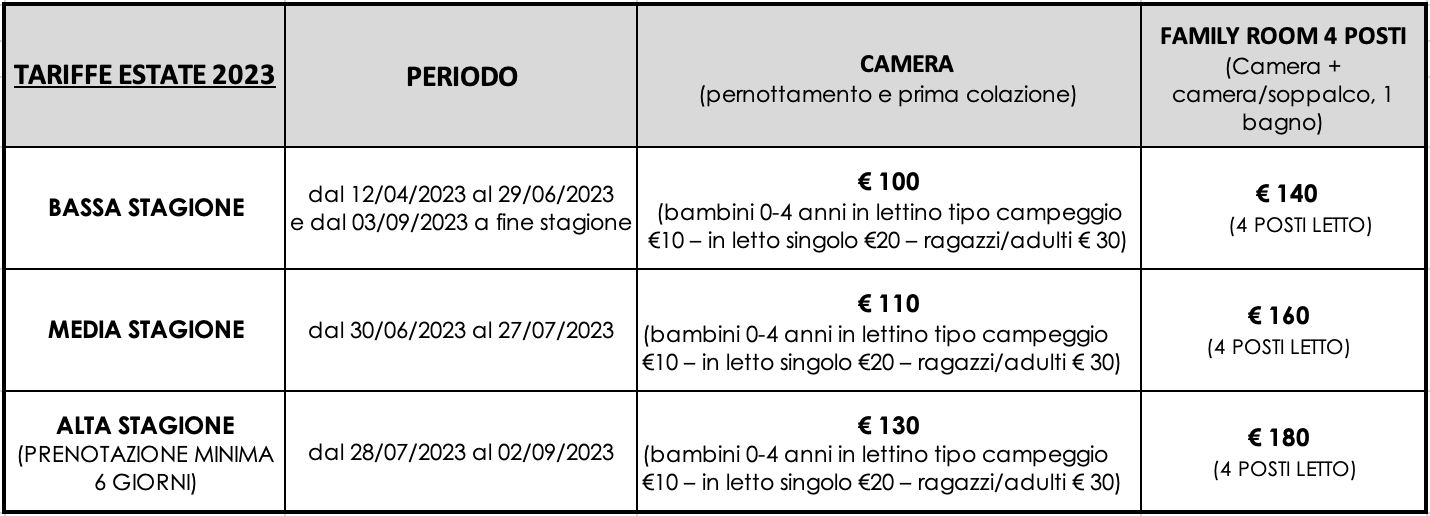 TARIFFE ESTATE 2023
PERIODO
CAMERA
(pernottamento e prima colazione)
FAMILY ROOM 4 POSTI
(Camera +
camera/soppalco, 1
bagno)
BASSA STAGIONE
dal 12/04/2023 al 29/06/2023
e dal 03/09/2023 a fine stagione
€ 100
(bambini 0-4 anni in lettino tipo campeggio
€10 – in letto singolo €20 – ragazzi/adulti € 30)
€ 140
(4 POSTI LETTO)
MEDIA STAGIONE
dal 30/06/2023 al 27/07/2023
€ 110
(bambini 0-4 anni in lettino tipo campeggio
€10 – in letto singolo €20 – ragazzi/adulti € 30)
€ 160
(4 POSTI LETTO)
ALTA STAGIONE
(PRENOTAZIONE MINIMA
6 GIORNI)
dal 28/07/2023 al 02/09/2023
€ 130
(bambini 0-4 anni in lettino tipo campeggio
€10 – in letto singolo €20 – ragazzi/adulti € 30)
€ 180
(4 POSTI LETTO)